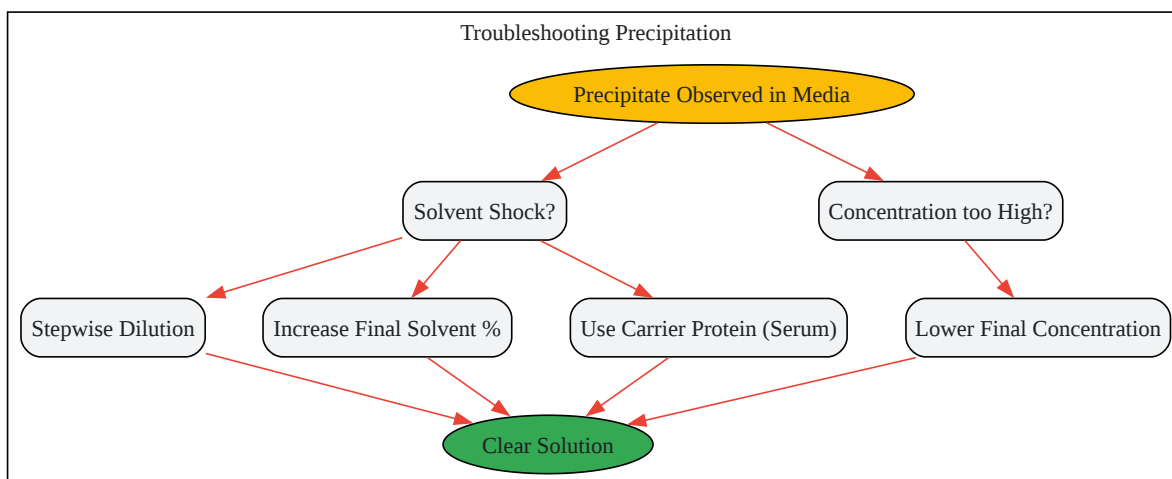 Troubleshooting Precipitation
Precipitate Observed in Media
Solvent Shock?
Concentration too High?
Stepwise Dilution
Increase Final Solvent %
Use Carrier Protein (Serum)
Lower Final Concentration
Clear Solution